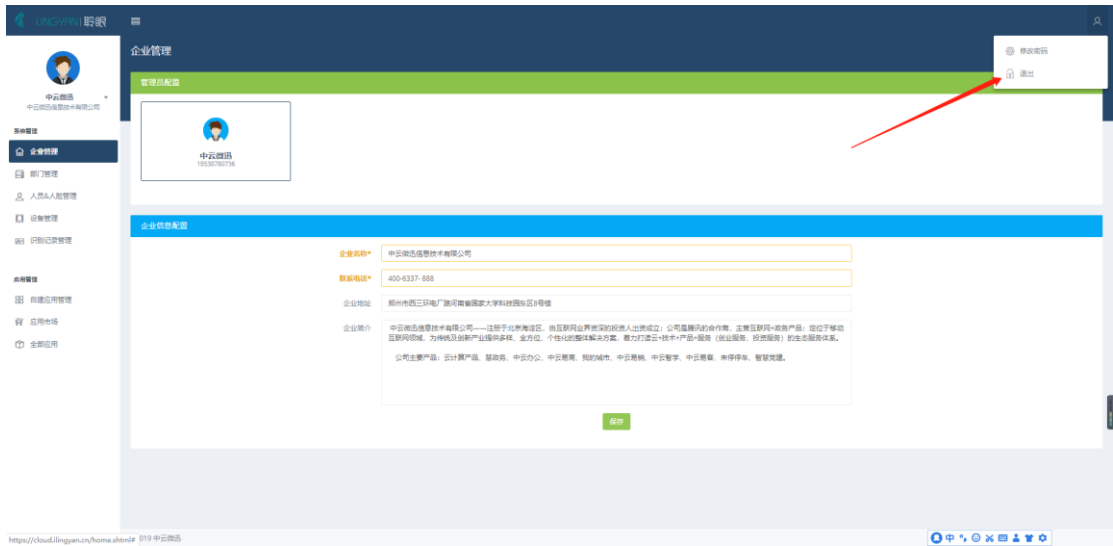 LINGYAN 聆眼
企业管理
修改密码
退出
中云微迅
中云微迅信息技术有限公司
管理员配置
中云微迅
18538780736
系统管理
企业管理
部门管理
人员&人脸管理
设备管理
识别记录管理
应用管理
自建应用管理
应用市场
全部应用
企业信息配置
企业名称* 中云微迅信息技术有限公司
联系电话* 400-6337- 888
企业地址 郑州市西三环电厂路河南省国家大学科技园东区8号楼
企业简介 中云微迅信息技术有限公司——注册于北京海淀区，由互联网业界资深的投资人出资成立；公司是腾讯的合作商，主营互联网+政务产品；定位于移动
互联网领域，为传统及创新产业提供多样、全方位、个性化的整体解决方案，着力打造云+技术+产品+服务（创业服务、投资服务）的生态服务体系。
公司主要产品：云计算产品、慧政务、中云办公、中云易商、我的城市、中云易销、中云智学、中云易客、来停停车、智慧党建。
保存
https://cloud.ilingyan.cn/home.shtml# 019 中云微迅
中